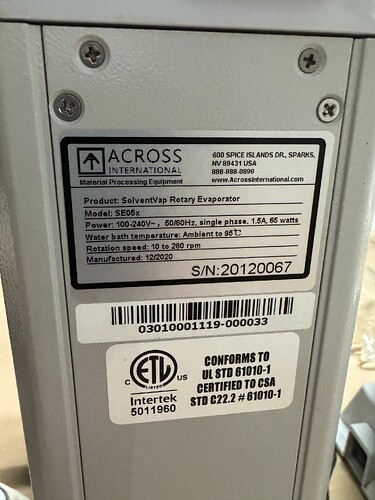 ACROSS
INTERNATIONAL
Material Processing Equipment
600 SPICE ISLANDS DR., SPARKS,
NV 89431 USA
888-988-0899
www.AcrossInternational.com
Product: SolventVap Rotary Evaporator
Model: SE05x
Power: 100-240V~, 50/60Hz, single phase. 1.5A, 65 watts
Water bath temperature: Ambient to 95℃
Rotation speed: 10 to 280 rpm
Manufactured: 12/2020
S/N:20120067
03010001119-000033
ETL
LISTED
C US
Intertek
5011960
CONFORMS TO
UL STD 61010-1
CERTIFIED TO CSA
STD C22.2 # 61010-1